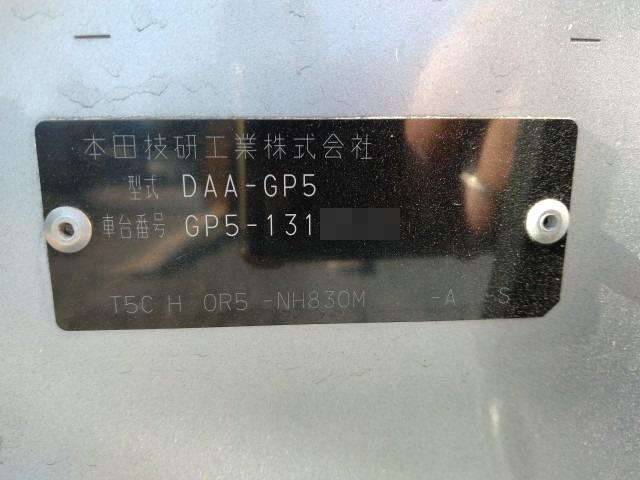 本田技研工業株式会社
型式 DAA-GP5
車台番号 GP5-131
T5C H 0R5 -NH830M -A -S